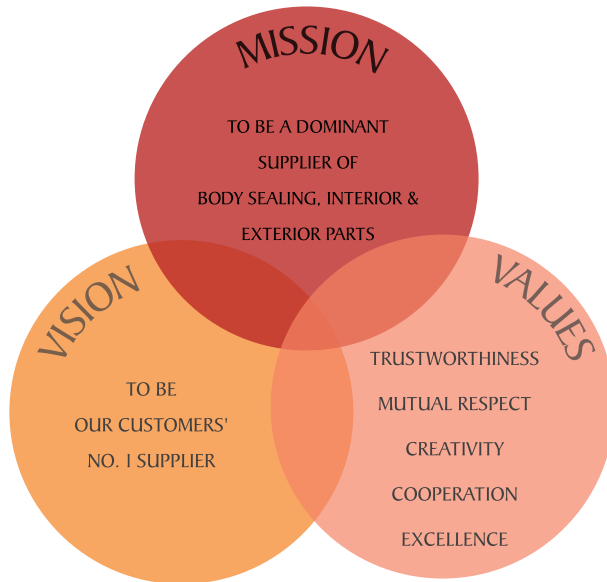 MISSION
TO BE A DOMINANT
SUPPLIER OF
BODY SEALING, INTERIOR &
EXTERIOR PARTS
VISION
TO BE
OUR CUSTOMERS'
NO. I SUPPLIER
VALUES
TRUSTWORTHINESS
MUTUAL RESPECT
CREATIVITY
COOPERATION
EXCELLENCE